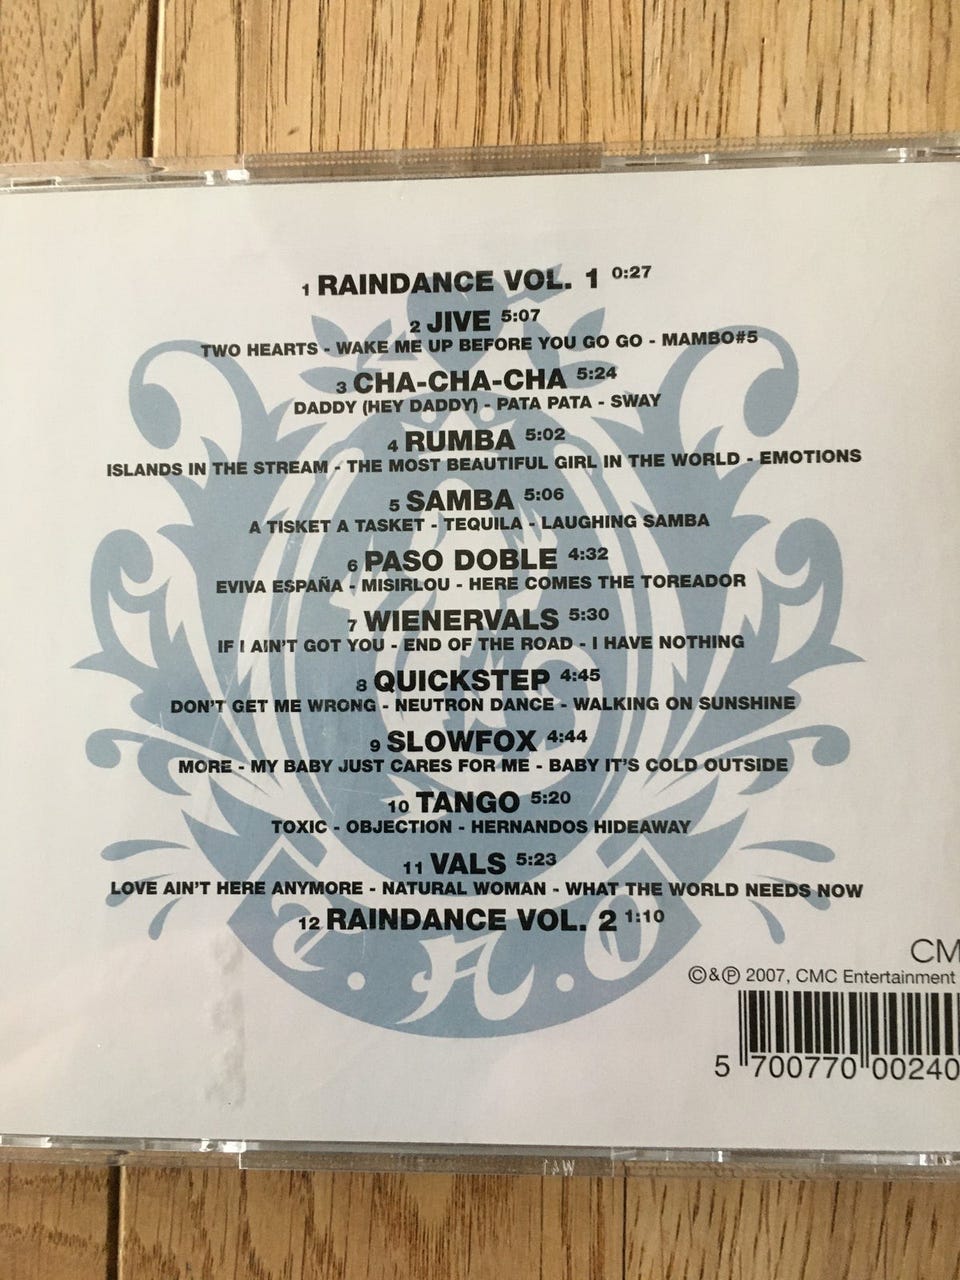 1 RAINDANCE VOL. 1 0:27
2 JIVE 5:07
TWO HEARTS - WAKE ME UP BEFORE YOU GO GO - MAMBO#5
3 CHA-CHA-CHA 5:24
DADDY (HEY DADDY) - PATA PATA - SWAY
4 RUMBA 5:02
ISLANDS IN THE STREAM - THE MOST BEAUTIFUL GIRL IN THE WORLD - EMOTIONS
5 SAMBA 5:06
A TISKET A TASKET - TEQUILA - LAUGHING SAMBA
6 PASO DOBLE 4:32
EVIVA ESPAÑA - MISIRLOU - HERE COMES THE TOREADOR
7 WIENERVALS 5:30
IF I AIN'T GOT YOU - END OF THE ROAD - I HAVE NOTHING
8 QUICKSTEP 4:45
DON'T GET ME WRONG - NEUTRON DANCE - WALKING ON SUNSHINE
9 SLOWFOX 4:44
MORE - MY BABY JUST CARES FOR ME - BABY IT'S COLD OUTSIDE
10 TANGO 5:20
TOXIC - OBJECTION - HERNANDOS HIDEAWAY
11 VALS 5:23
LOVE AIN'T HERE ANYMORE - NATURAL WOMAN - WHAT THE WORLD NEEDS NOW
12 RAINDANCE VOL. 2 1:10
CM
©&℗ 2007, CMC Entertainment
5 700770 00240